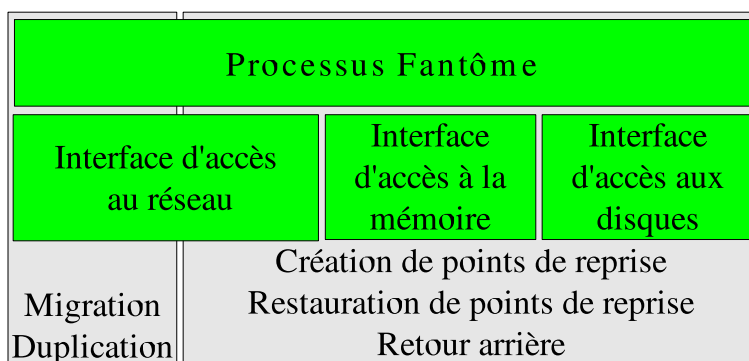 Processus Fantôme
Interface d'accès
au réseau
Interface
d'accès à la
mémoire
Interface
d'accès aux
disques
Migration
Duplication
Création de points de reprise
Restauration de points de reprise
Retour arrière